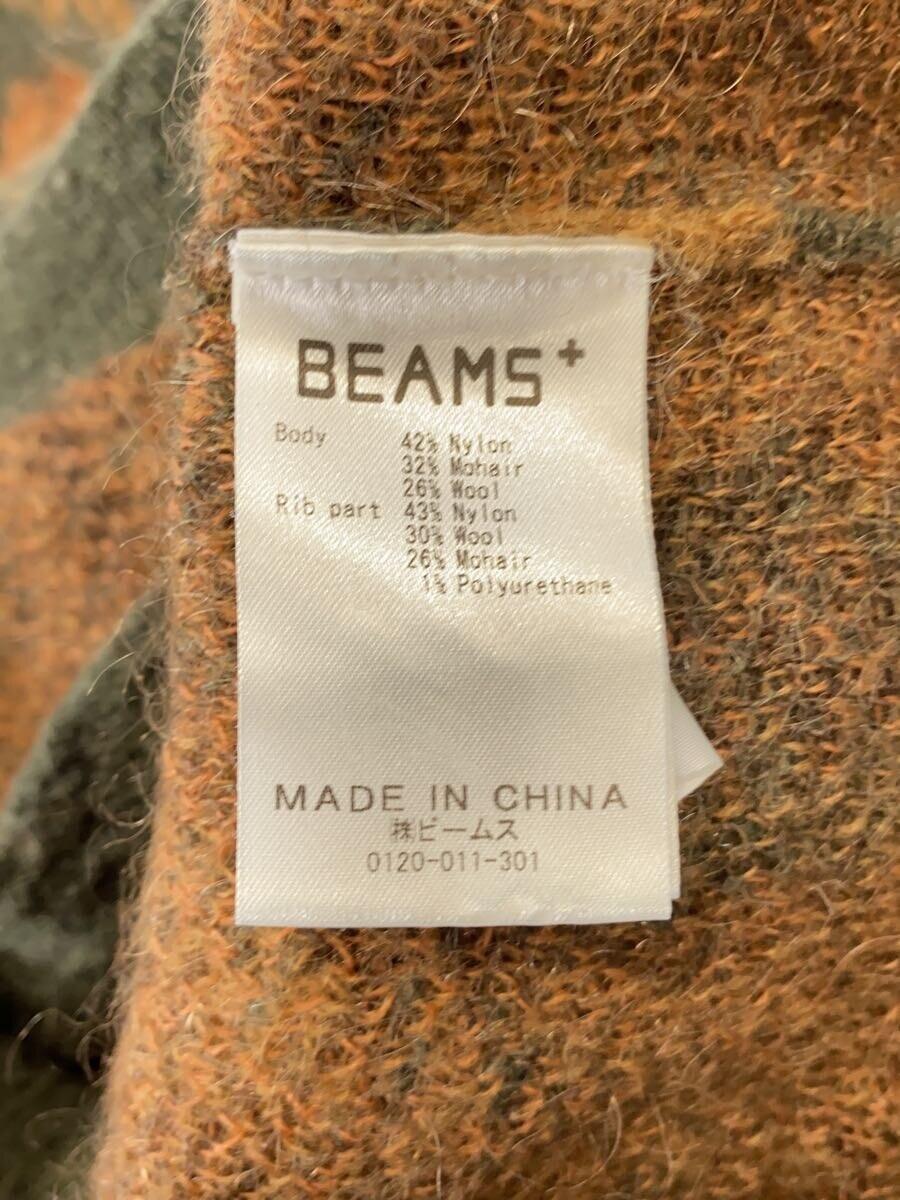 BEAMS+
Body 42% Nylon
32% Mohair
26% Wool
Rib part 43% Nylon
30% Wool
26% Mohair
1% Polyurethane
MADE IN CHINA
㈱ビームス
0120-011-301